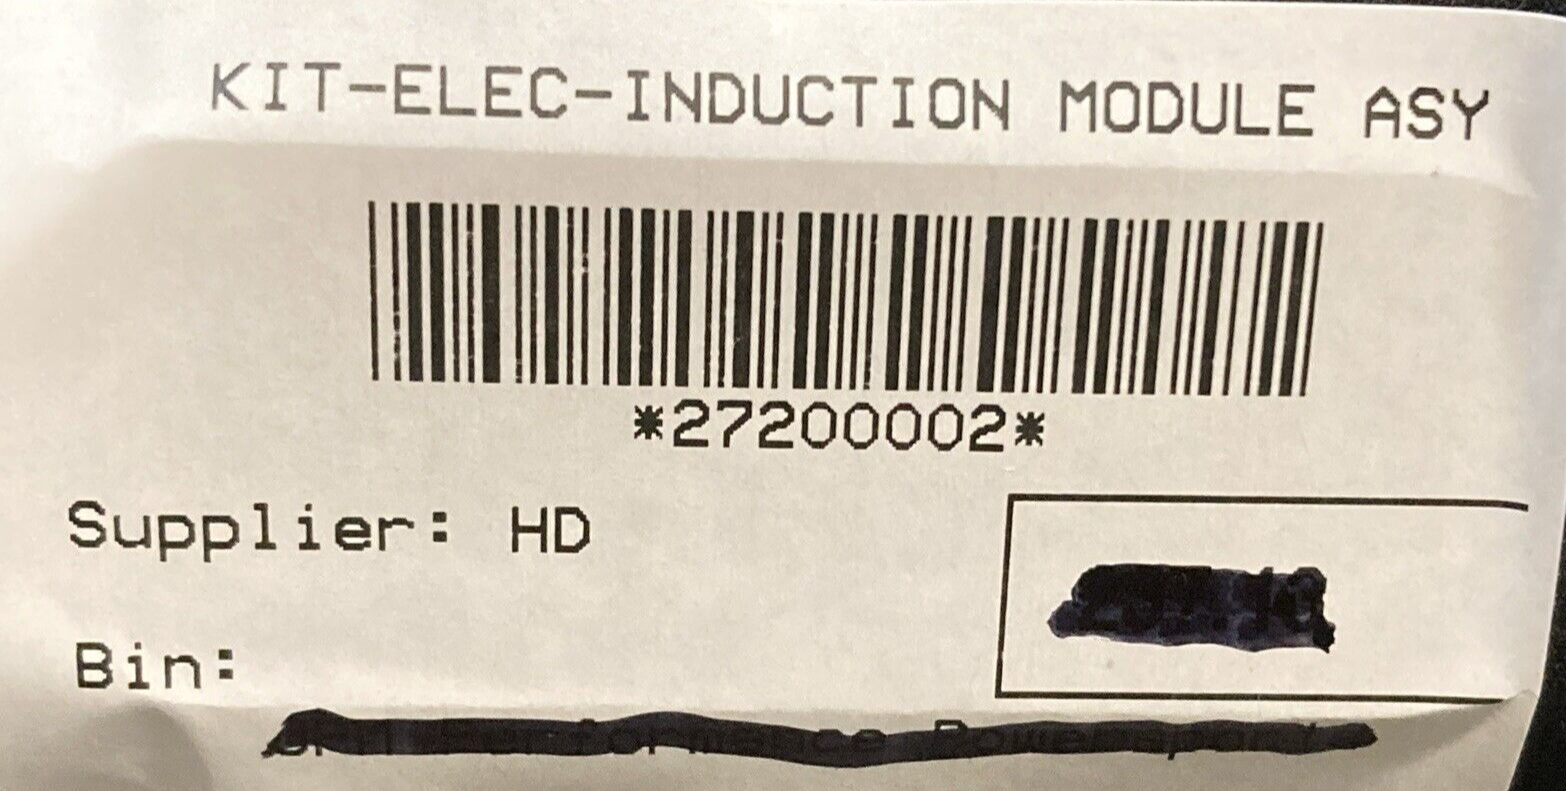 KIT-ELEC-INDUCTION MODULE ASY
*27200002*
Supplier: HD
Bin: